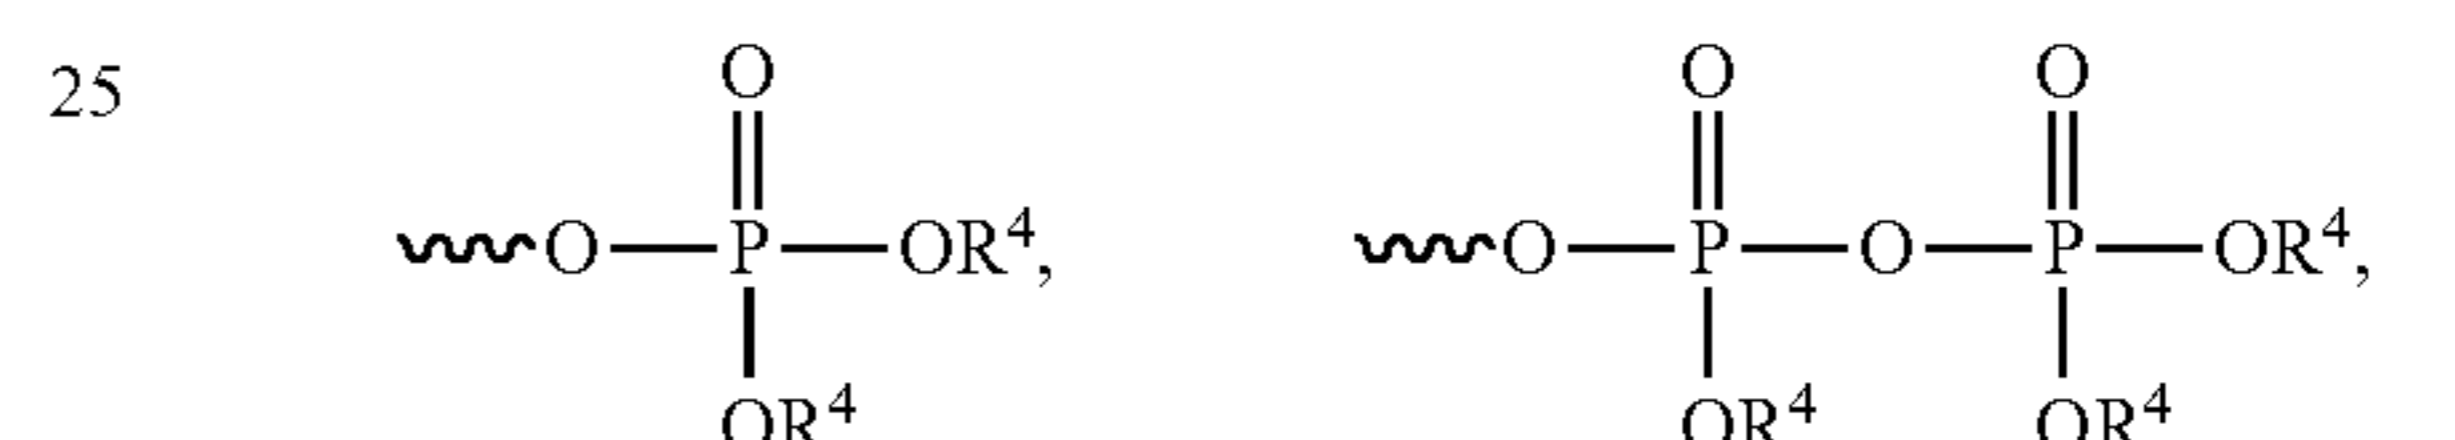 25
O O O
O P OR⁴, O P O P OR⁴,
OR⁴ OR⁴ OR⁴